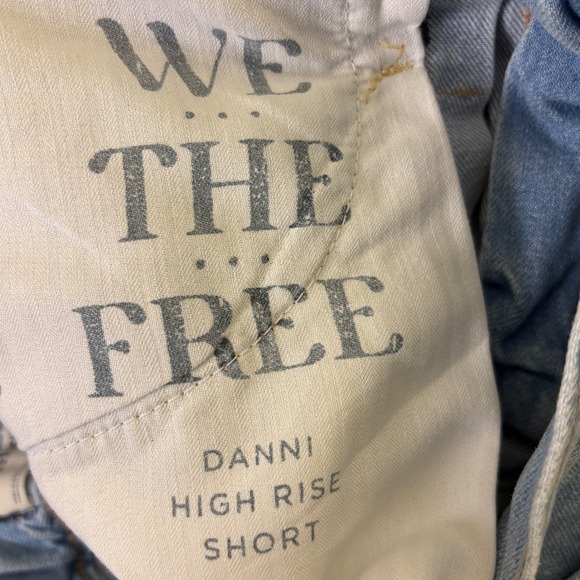 WE
...
THE
...
FREE
DANNI
HIGH RISE
SHORT